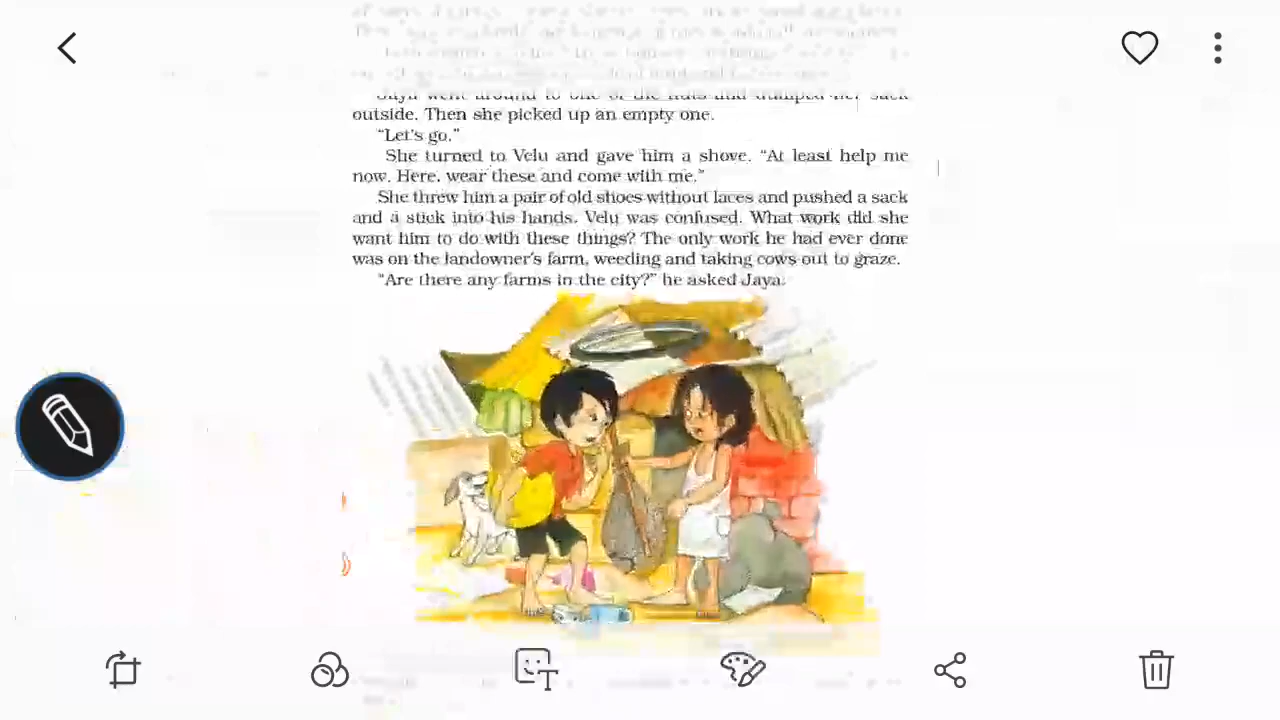 outside. Then she picked up an empty one.
“Let's go.”
She turned to Velu and gave him a shove. “At least help me
now. Here, wear these and come with me.”
She threw him a pair of old shoes without laces and pushed a sack
and a stick into his hands. Velu was confused. What work did she
want him to do with these things? The only work he had ever done
was on the landowner's farm, weeding and taking cows out to graze.
“Are there any farms in the city?” he asked Jaya.